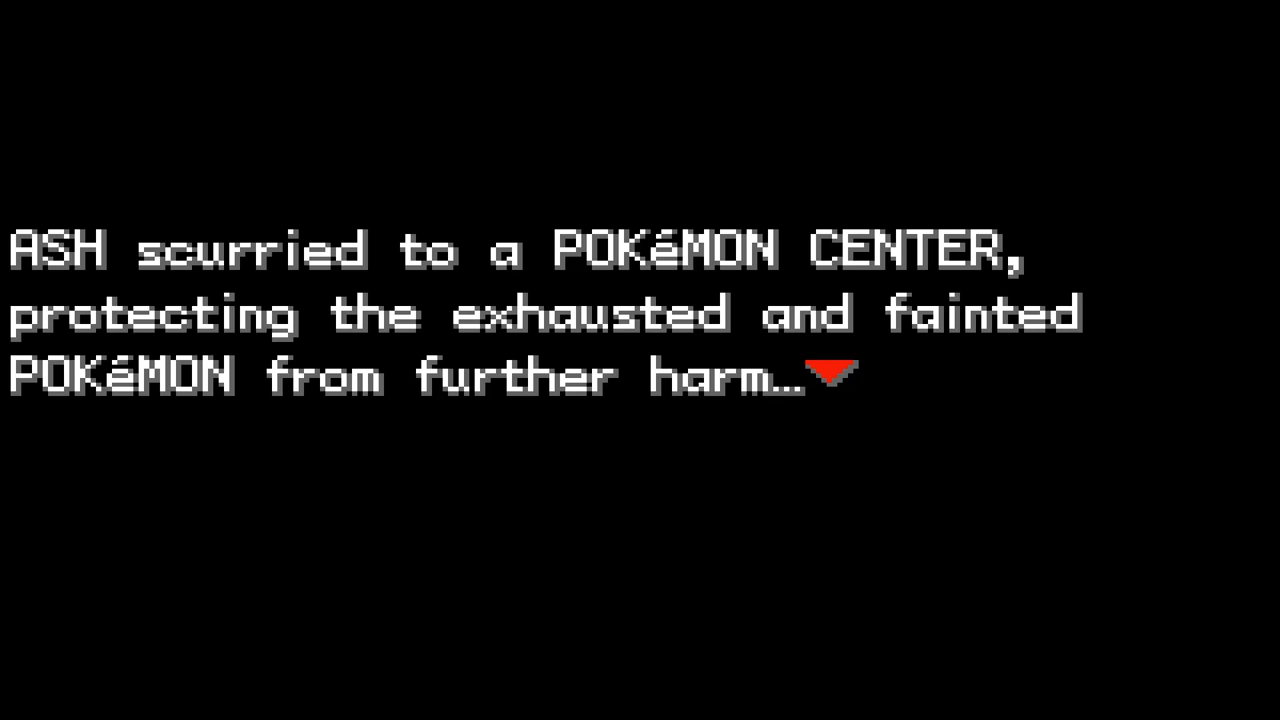 ASH scurried to a POKéMON CENTER,
protecting the exhausted and fainted
POKéMON from further harm…